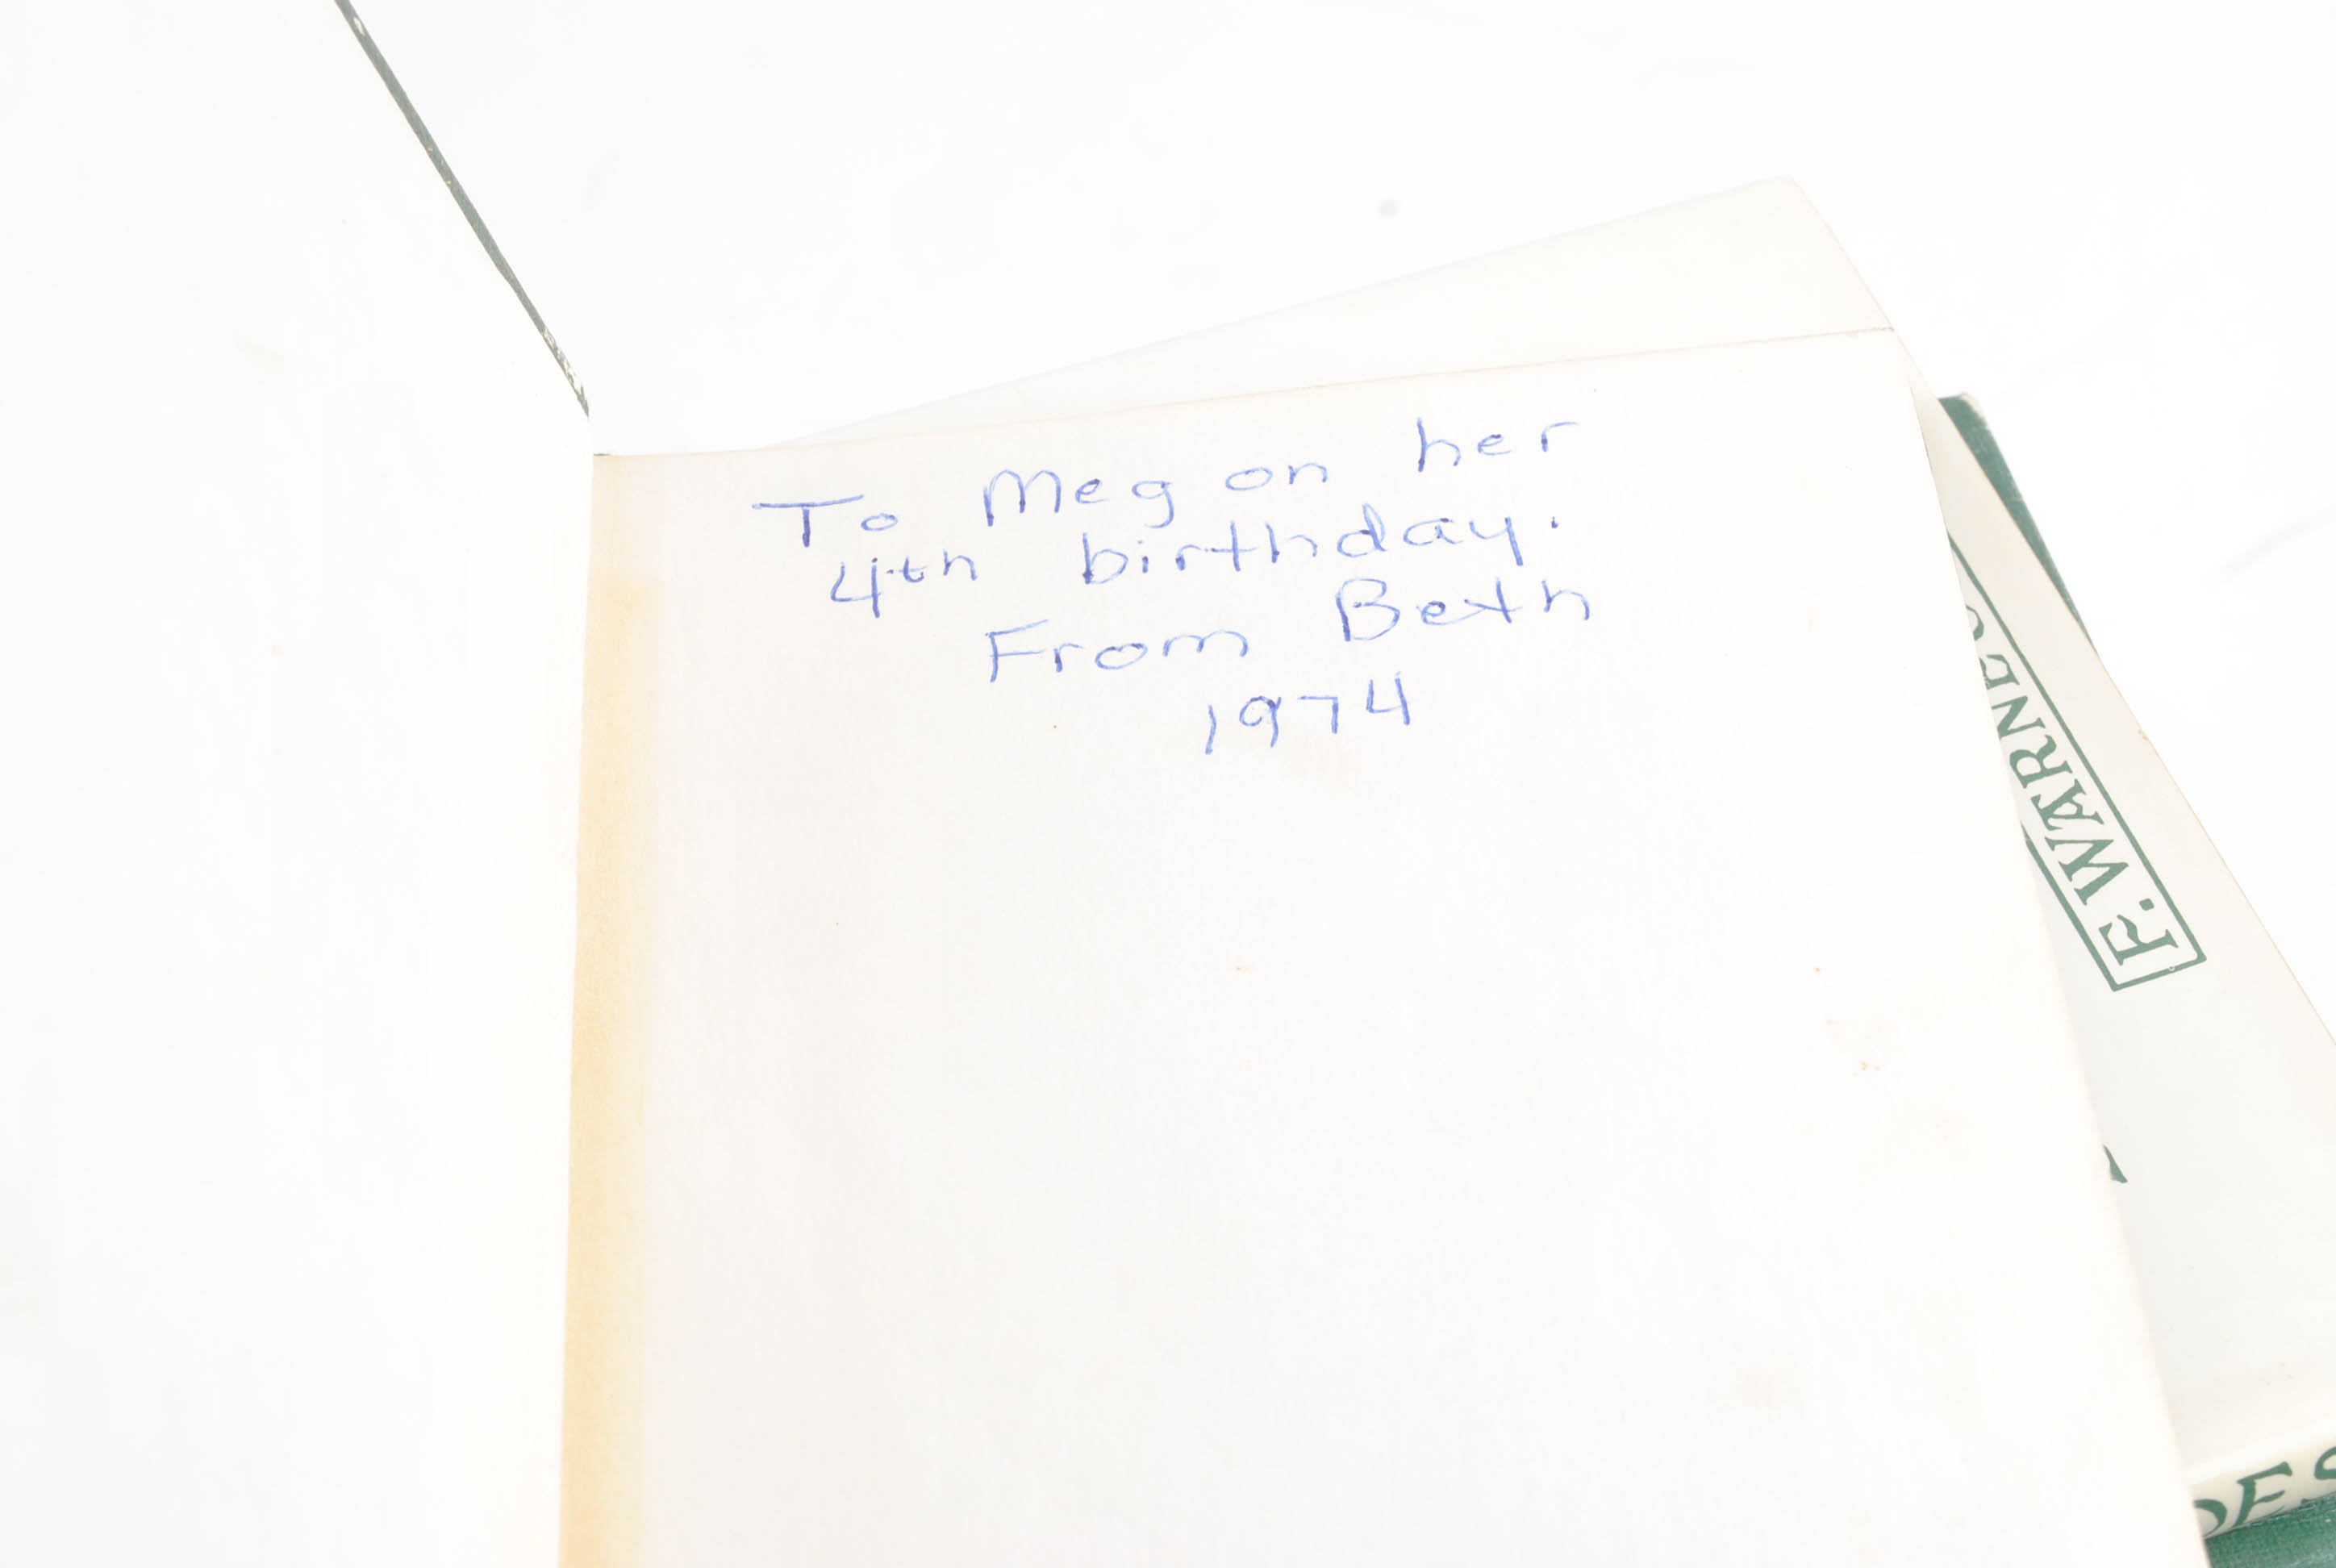 To Meg on her
4th birthday.
From Beth
1974
F. WARNE &